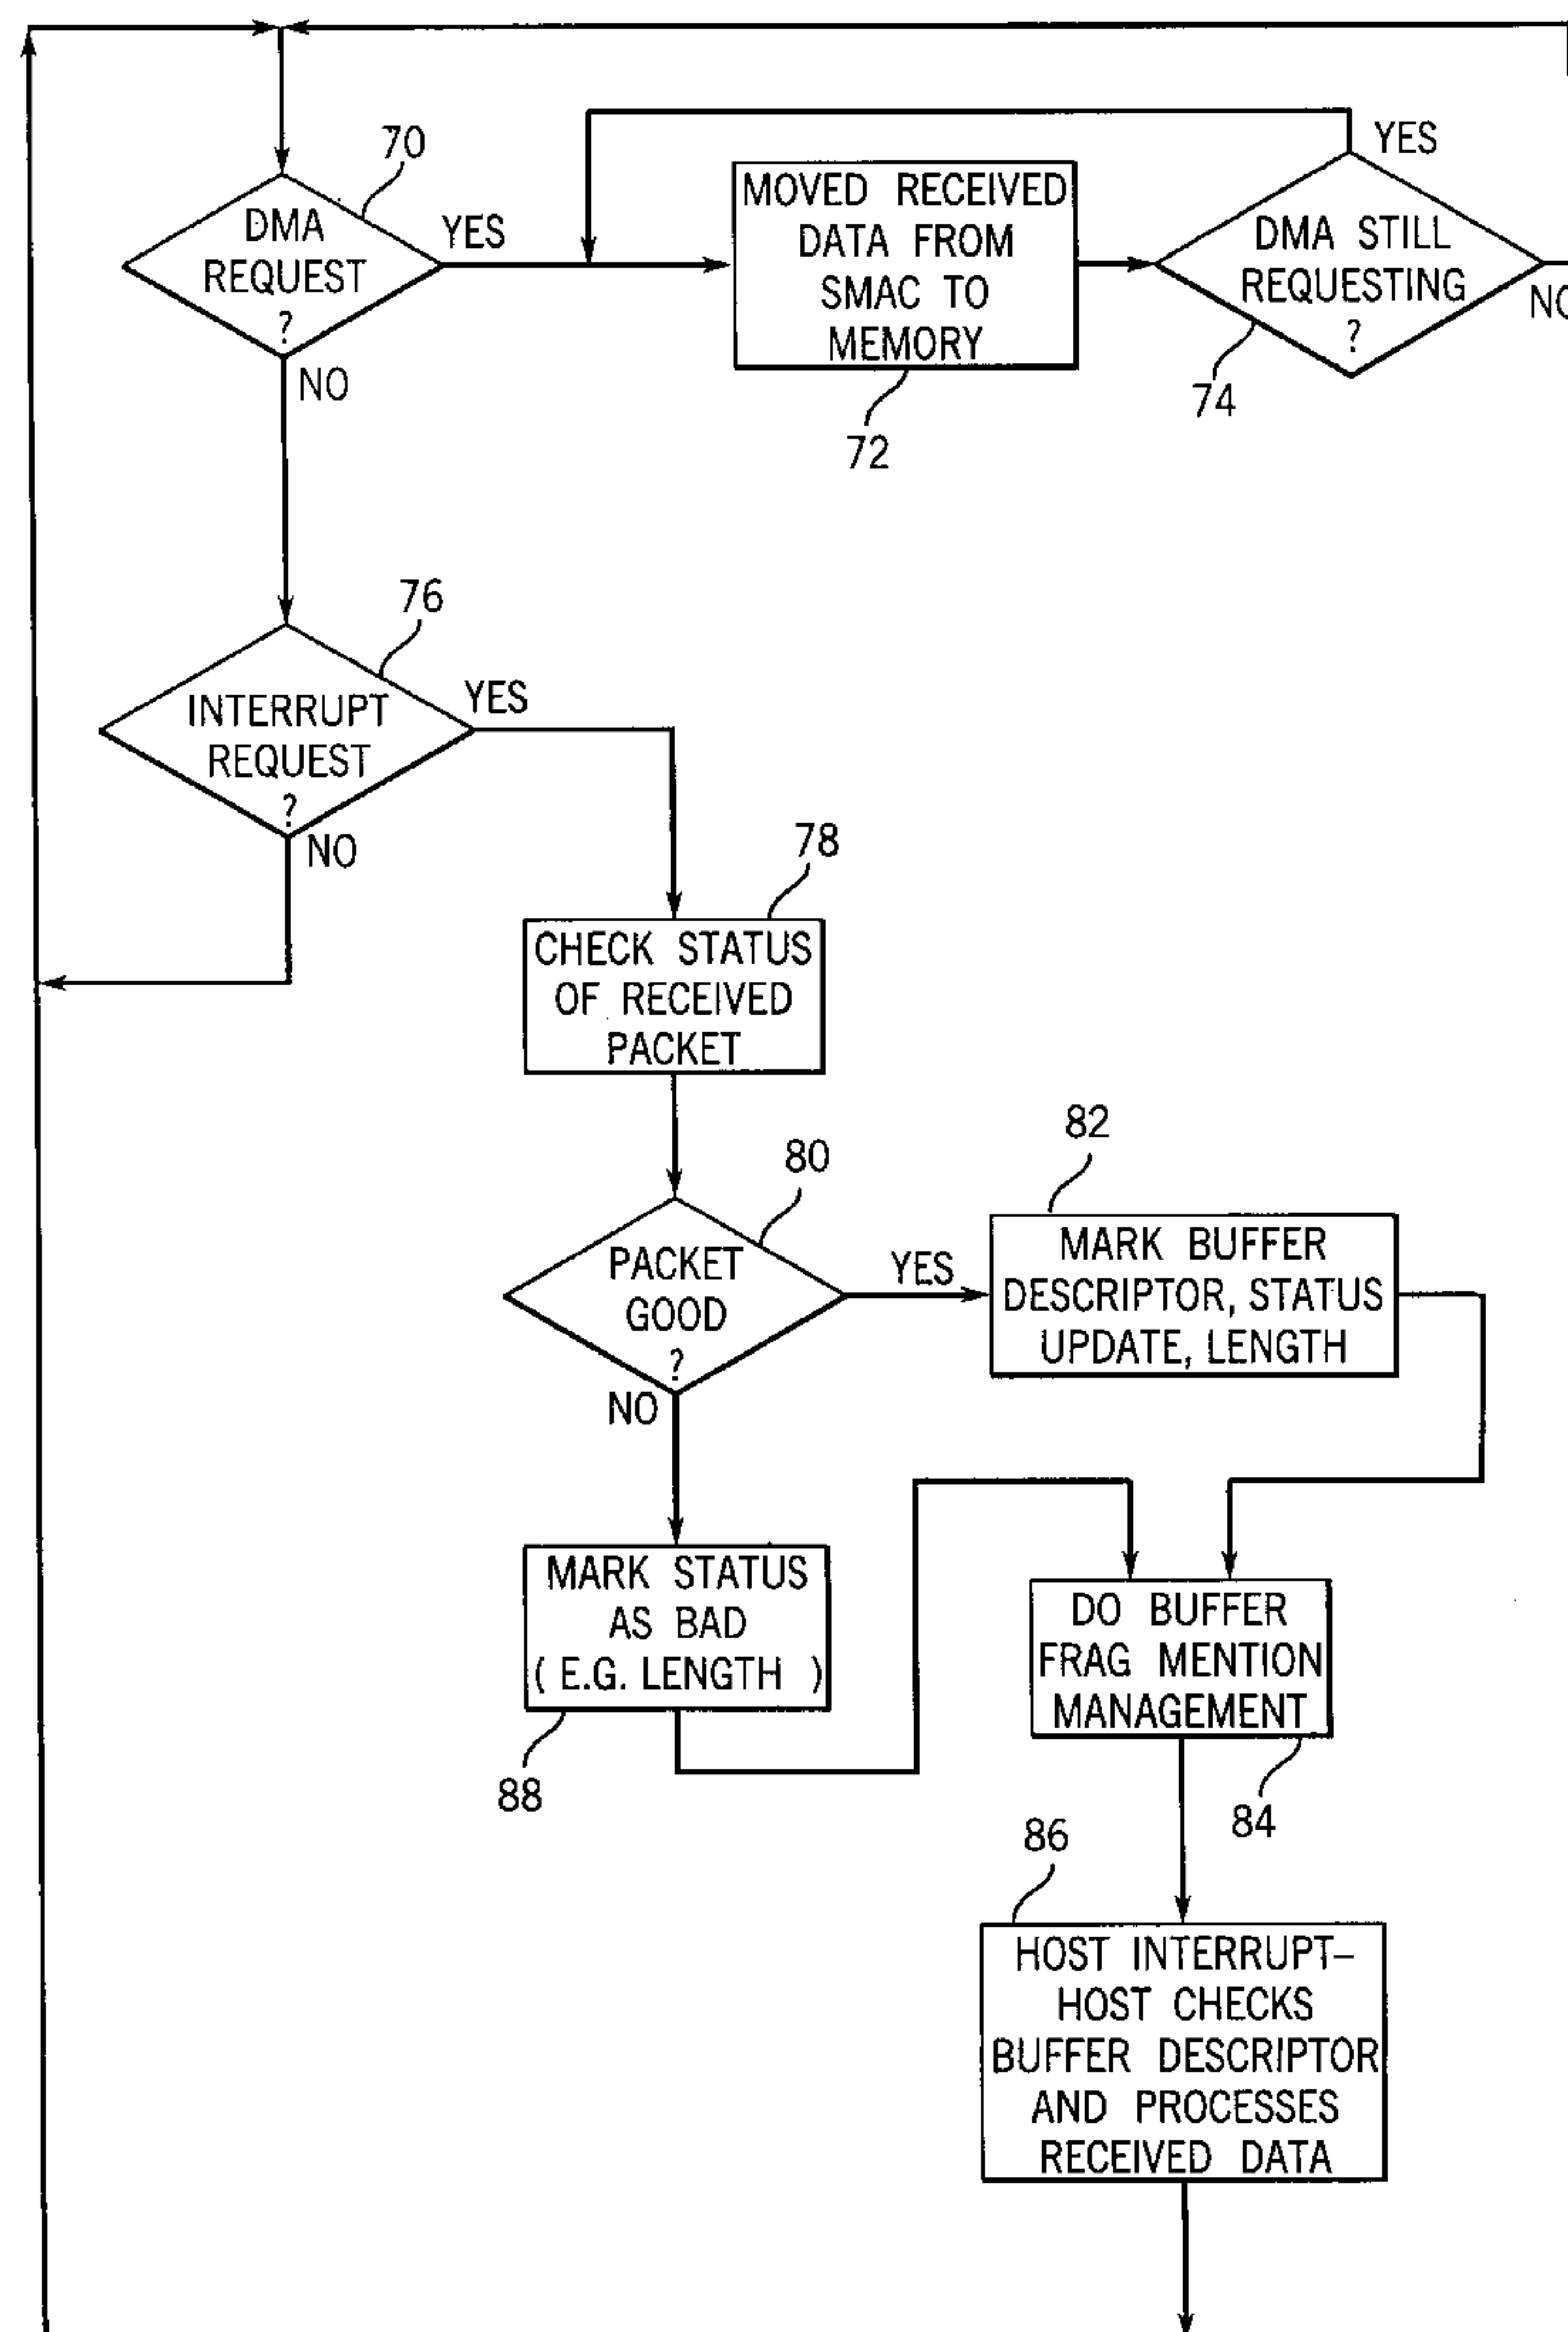 70
DMA
REQUEST
?
YES
NO
MOVED RECEIVED
DATA FROM
SMAC TO
MEMORY
72
YES
DMA STILL
REQUESTING
?
NO
74
76
INTERRUPT
REQUEST
?
YES
NO
78
CHECK STATUS
OF RECEIVED
PACKET
80
PACKET
GOOD
?
YES
NO
82
MARK BUFFER
DESCRIPTOR, STATUS
UPDATE, LENGTH
MARK STATUS
AS BAD
( E.G. LENGTH )
88
DO BUFFER
FRAG MENTION
MANAGEMENT
84
86
HOST INTERRUPT–
HOST CHECKS
BUFFER DESCRIPTOR
AND PROCESSES
RECEIVED DATA